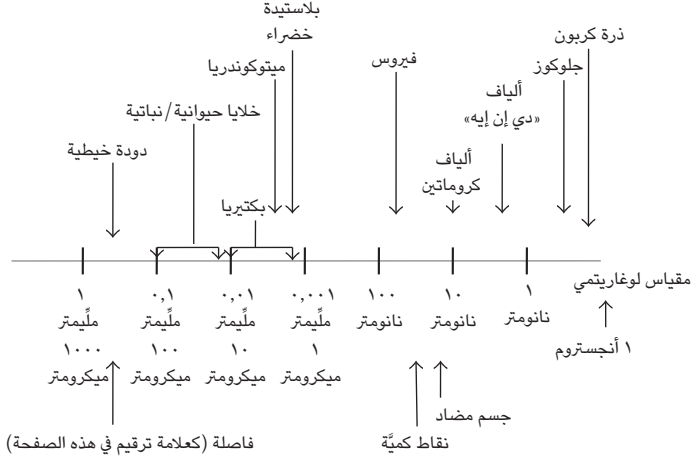 بلاستيدة
خضراء
ذرة كربون
جلوكوز
فيروس
ميتوكوندريا
ألياف
«دي إن إيه»
خلايا حيوانية/نباتية
دودة خيطية
ألياف
كروماتين
بكتيريا
مقياس لوغاريتمي
١
ملِّيمتر
١٠٠٠
ميكرومتر
٠٫١
ملِّيمتر
١٠٠
ميكرومتر
٠٫٠١
ملِّيمتر
١٠
ميكرومتر
٠٫٠٠١
ملِّيمتر
١
ميكرومتر
١٠٠
نانومتر
١٠
نانومتر
١
نانومتر
١ أنجستروم
جسم مضاد
نقاط كميَّة
فاصلة (كعلامة ترقيم في هذه الصفحة)